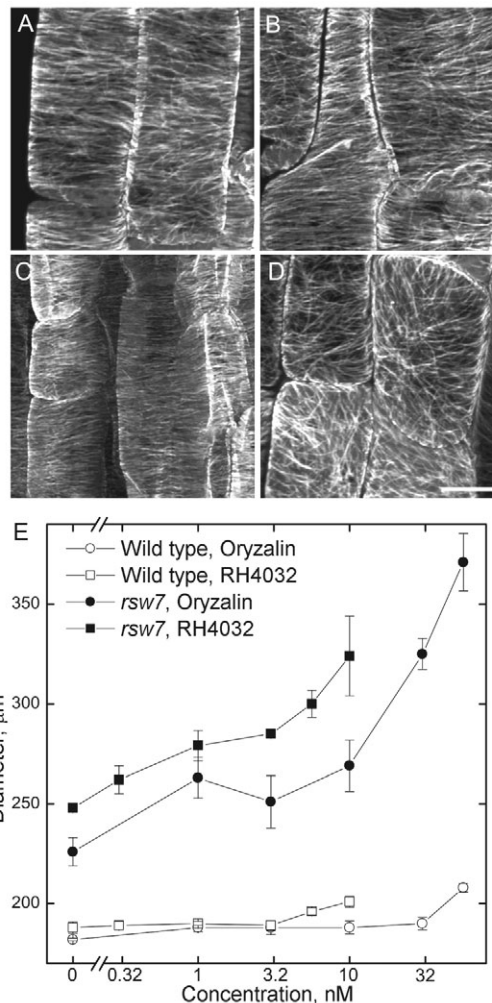 A
B
C
D
E
Wild type, Oryzalin
Wild type, RH4032
rsw7, Oryzalin
rsw7, RH4032
350
300
250
200
Diameter, μm
0
0.32
1
3.2
10
32
Concentration, nM